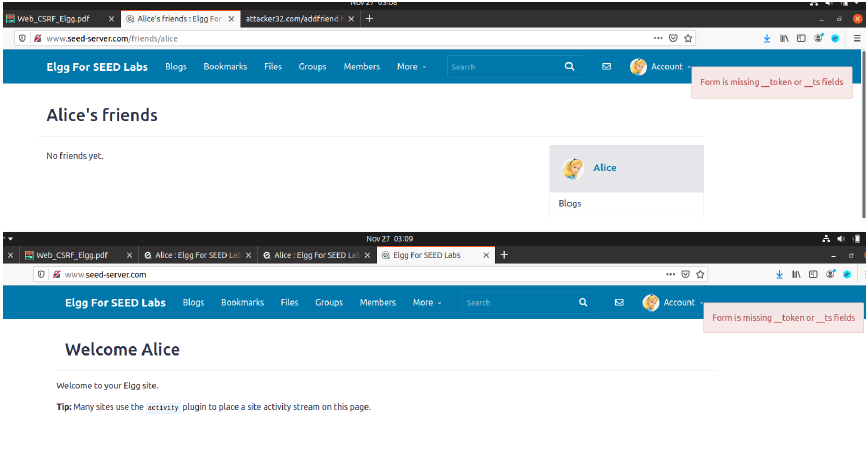 Nov 27 03:08
Web_CSRF_Elgg.pdf × Alice's friends : Elgg For × attacker32.com/addfriend.h × +
www.seed-server.com/friends/alice
Elgg For SEED Labs Blogs Bookmarks Files Groups Members More Search Account
Form is missing __token or __ts fields
Alice's friends
No friends yet.
Alice
Blogs
Nov 27 03:09
× Web_CSRF_Elgg.pdf × Alice : Elgg For SEED Lab × Alice : Elgg For SEED Lab × Elgg For SEED Labs × +
www.seed-server.com
Elgg For SEED Labs Blogs Bookmarks Files Groups Members More Search Account
Form is missing __token or __ts fields
Welcome Alice
Welcome to your Elgg site.
Tip: Many sites use the activity plugin to place a site activity stream on this page.